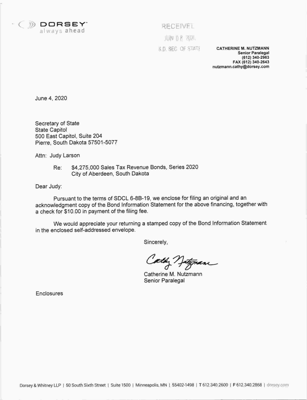 DORSEY™
always ahead
RECEIVED
S.D. SEC. OF STATE
CATHERINE M. NUTZMANN
Senior Paralegal
(612) 340-2663
FAX (612) 340-2643
nutzmann.cathy@dorsey.com
June 4, 2020
Secretary of State
State Capitol
500 East Capitol, Suite 204
Pierre, South Dakota 57501-5077
Attn: Judy Larson
Re: $4,275,000 Sales Tax Revenue Bonds, Series 2020
City of Aberdeen, South Dakota
Dear Judy:
Pursuant to the terms of SDCL 6-8B-19, we enclose for filing an original and an
acknowledgment copy of the Bond Information Statement for the above financing, together with
a check for $10.00 in payment of the filing fee.
We would appreciate your returning a stamped copy of the Bond Information Statement
in the enclosed self-addressed envelope.
Sincerely,
Catherine M. Nutzmann
Senior Paralegal
Enclosures
Dorsey & Whitney LLP | 50 South Sixth Street | Suite 1500 | Minneapolis, MN | 55402-1498 | T 612.340.2600 | F 612.340.2868 | dorsey.com